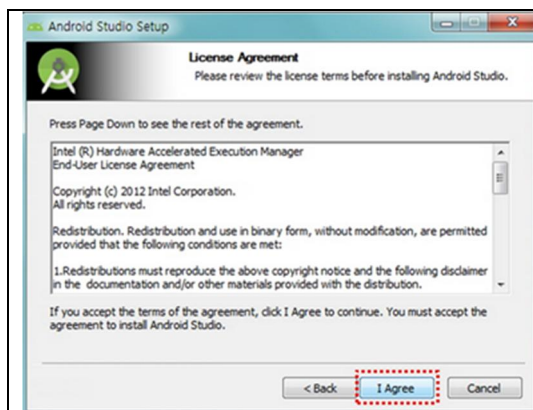 Android Studio Setup
License Agreement
Please review the license terms before installing Android Studio.
Press Page Down to see the rest of the agreement.
Intel (R) Hardware Accelerated Execution Manager
End-User License Agreement
Copyright (c) 2012 Intel Corporation.
All rights reserved.
Redistribution. Redistribution and use in binary form, without modification, are permitted
provided that the following conditions are met:
1.Redistributions must reproduce the above copyright notice and the following disclaimer
in the documentation and/or other materials provided with the distribution.
If you accept the terms of the agreement, click I Agree to continue. You must accept the
agreement to install Android Studio.
< Back
I Agree
Cancel